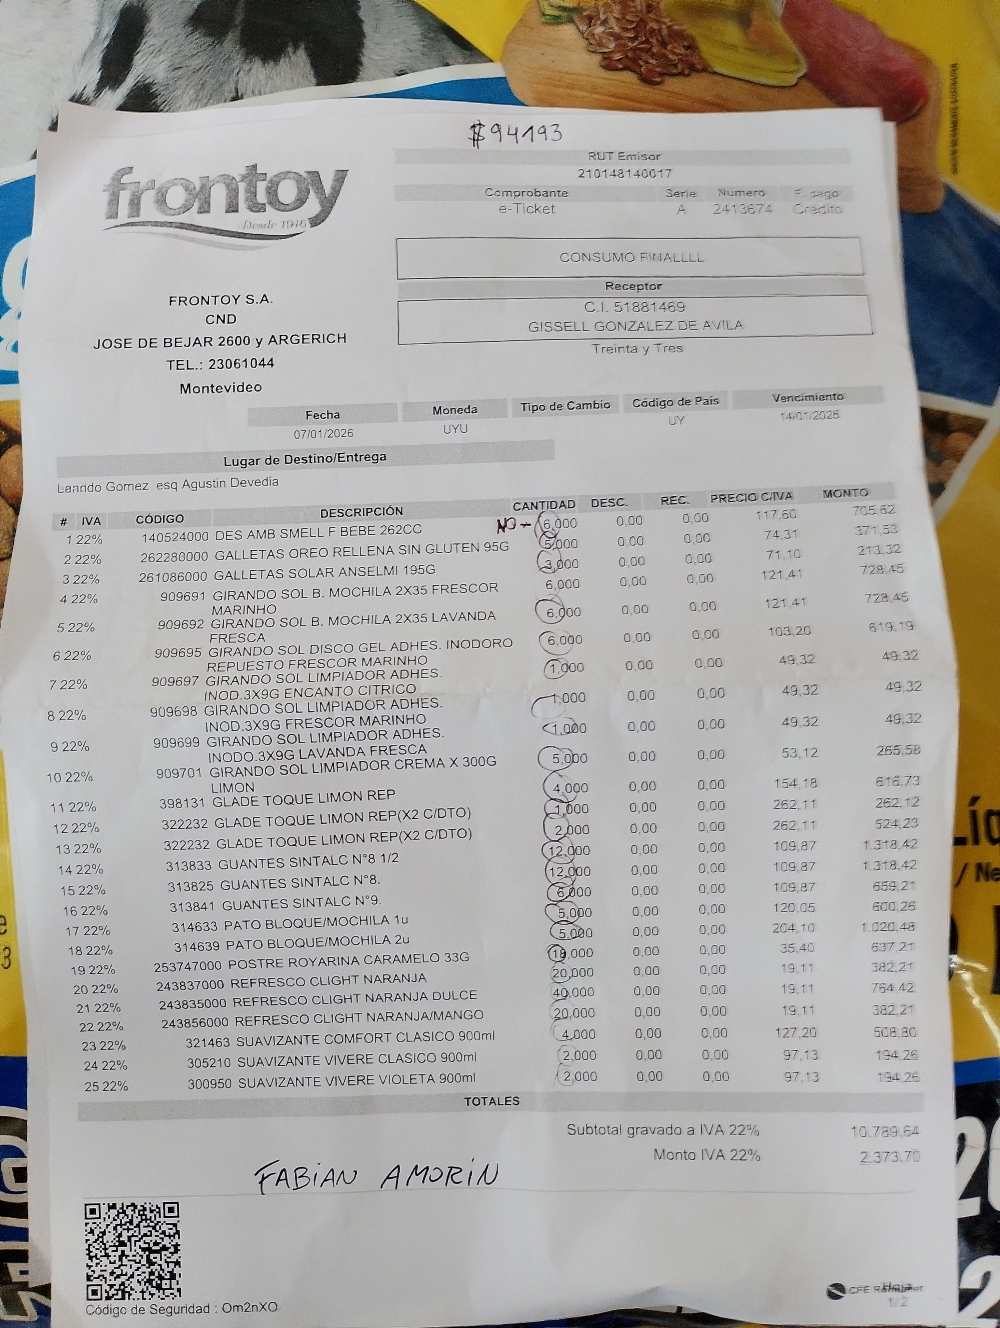 $94193
frontoy
Desde 1946
RUT Emisor
210148140017
Comprobante Serie Numero F. pago
e-Ticket A 2413674 Crédito
CONSUMO FINALLLL
Receptor
C.I. 51881469
GISSELL GONZALEZ DE AVILA
Treinta y Tres
FRONTOY S.A.
CND
JOSE DE BEJAR 2600 y ARGERICH
TEL.: 23061044
Montevideo
Fecha Moneda Tipo de Cambio Código de País Vencimiento
07/01/2026 UYU UY 14/01/2026
Lugar de Destino/Entrega
Lanrido Gomez esq Agustin Devedia
# IVA CÓDIGO DESCRIPCIÓN CANTIDAD DESC. REC. PRECIO C/IVA MONTO
1 22% 140524000 DES AMB SMELL F BEBE 262CC NO - 6,000 0,00 0,00 117,60 705,62
2 22% 262280000 GALLETAS OREO RELLENA SIN GLUTEN 95G 5,000 0,00 0,00 74,31 371,53
3 22% 261086000 GALLETAS SOLAR ANSELMI 195G 3,000 0,00 0,00 71,10 213,32
4 22% 909691 GIRANDO SOL B. MOCHILA 2X35 FRESCOR 6,000 0,00 0,00 121,41 728,45
MARINHO
5 22% 909692 GIRANDO SOL B. MOCHILA 2X35 LAVANDA 6,000 0,00 0,00 121,41 728,45
FRESCA
6 22% 909695 GIRANDO SOL DISCO GEL ADHES. INODORO 6,000 0,00 0,00 103,20 619,19
REPUESTO FRESCOR MARINHO
7 22% 909697 GIRANDO SOL LIMPIADOR ADHES. 1,000 0,00 0,00 49,32 49,32
INOD.3X9G ENCANTO CITRICO
8 22% 909698 GIRANDO SOL LIMPIADOR ADHES. 1,000 0,00 0,00 49,32 49,32
INOD.3X9G FRESCOR MARINHO
9 22% 909699 GIRANDO SOL LIMPIADOR ADHES. 1,000 0,00 0,00 49,32 49,32
INODO.3X9G LAVANDA FRESCA
10 22% 909701 GIRANDO SOL LIMPIADOR CREMA X 300G 5,000 0,00 0,00 53,12 265,58
LIMON
11 22% 398131 GLADE TOQUE LIMON REP 4,000 0,00 0,00 154,18 616,73
12 22% 322232 GLADE TOQUE LIMON REP(X2 C/DTO) 1,000 0,00 0,00 262,11 262,12
13 22% 322232 GLADE TOQUE LIMON REP(X2 C/DTO) 2,000 0,00 0,00 262,11 524,23
14 22% 313833 GUANTES SINTALC N°8 1/2 12,000 0,00 0,00 109,87 1.318,42
15 22% 313825 GUANTES SINTALC N°8. 12,000 0,00 0,00 109,87 1.318,42
16 22% 313841 GUANTES SINTALC N°9. 6,000 0,00 0,00 109,87 659,21
17 22% 314633 PATO BLOQUE/MOCHILA 1u 5,000 0,00 0,00 120,05 600,26
18 22% 314639 PATO BLOQUE/MOCHILA 2u 5,000 0,00 0,00 204,10 1.020,48
19 22% 253747000 POSTRE ROYARINA CARAMELO 33G 18,000 0,00 0,00 35,40 637,21
20 22% 243837000 REFRESCO CLIGHT NARANJA 20,000 0,00 0,00 19,11 382,21
21 22% 243835000 REFRESCO CLIGHT NARANJA DULCE 40,000 0,00 0,00 19,11 764,42
22 22% 243856000 REFRESCO CLIGHT NARANJA/MANGO 20,000 0,00 0,00 19,11 382,21
23 22% 321463 SUAVIZANTE COMFORT CLASICO 900ml 4,000 0,00 0,00 127,20 508,80
24 22% 305210 SUAVIZANTE VIVERE CLASICO 900ml 2,000 0,00 0,00 97,13 194,26
25 22% 300950 SUAVIZANTE VIVERE VIOLETA 900ml 2,000 0,00 0,00 97,13 194,26
TOTALES
Subtotal gravado a IVA 22% 10.789,64
Monto IVA 22% 2.373,70
FABIAN AMORIN
Código de Seguridad : Om2nXO
CFE
Hoja
1/2